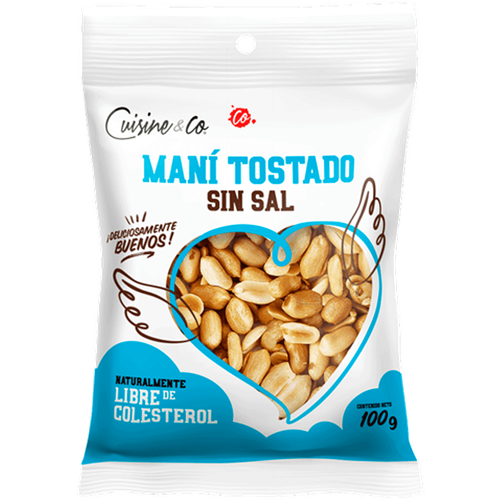 Cuisine & Co.
Co.
MANÍ TOSTADO
SIN SAL
¡DELICIOSAMENTE
BUENOS!
NATURALMENTE
LIBRE DE
COLESTEROL
CONTENIDO NETO
100g